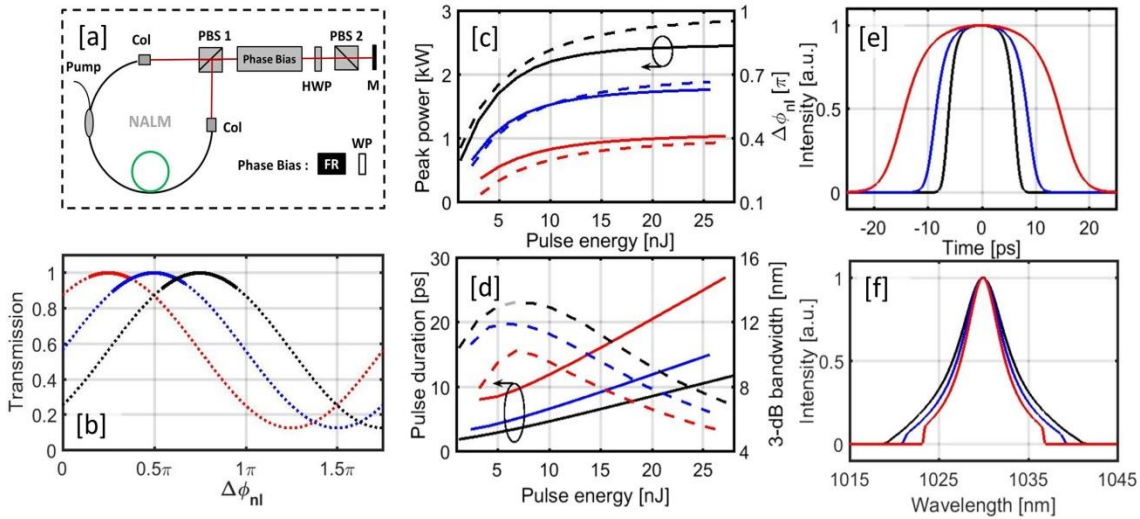 [a]
PBS 1
PBS 2
Col
Phase Bias
Pump
HWP
M
NALM
Col
WP
Phase Bias :
FR
[b]
Transmission
1
0.8
0.6
0.4
0.2
0
0
0.5π
1π
1.5π
Δϕnl
[c]
Peak power [kW]
3
2
1
0
1
0.7
0.4
0.1
Δϕnl [π]
5
10
15
20
25
Pulse energy [nJ]
[d]
Pulse duration [ps]
30
20
10
0
16
14
12
10
8
6
4
3-dB bandwidth [nm]
5
10
15
20
25
Pulse energy [nJ]
[e]
Intensity [a.u.]
1
0.5
0
-20
-10
0
10
20
Time [ps]
[f]
Intensity [a.u.]
1
0.5
0
1015
1025
1035
1045
Wavelength [nm]